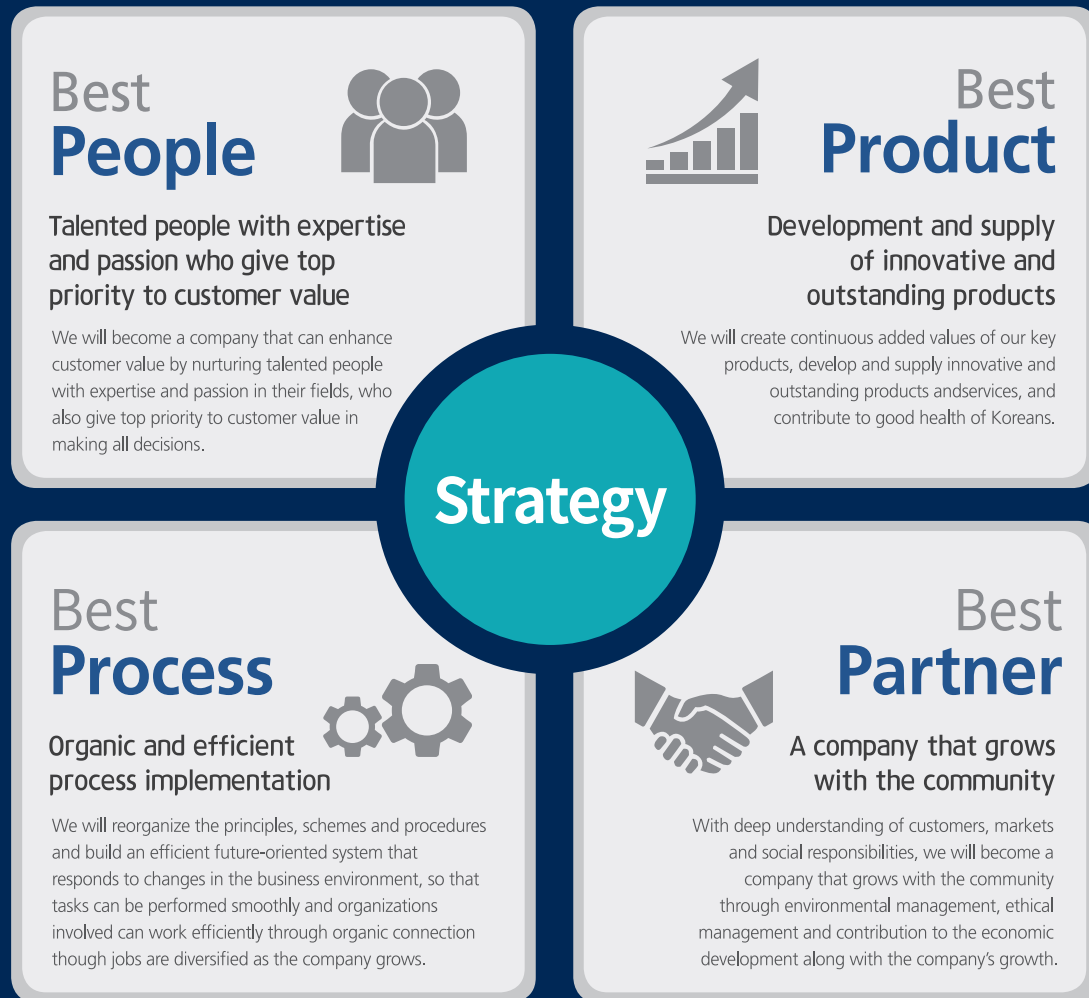 Best
People
Talented people with expertise
and passion who give top
priority to customer value
We will become a company that can enhance
customer value by nurturing talented people
with expertise and passion in their fields, who
also give top priority to customer value in
making all decisions.
Best
Product
Development and supply
of innovative and
outstanding products
We will create continuous added values of our key
products, develop and supply innovative and
outstanding products andservices, and
contribute to good health of Koreans.
Strategy
Best
Process
Organic and efficient
process implementation
We will reorganize the principles, schemes and procedures
and build an efficient future-oriented system that
responds to changes in the business environment, so that
tasks can be performed smoothly and organizations
involved can work efficiently through organic connection
though jobs are diversified as the company grows.
Best
Partner
A company that grows
with the community
With deep understanding of customers, markets
and social responsibilities, we will become a
company that grows with the community
through environmental management, ethical
management and contribution to the economic
development along with the company's growth.